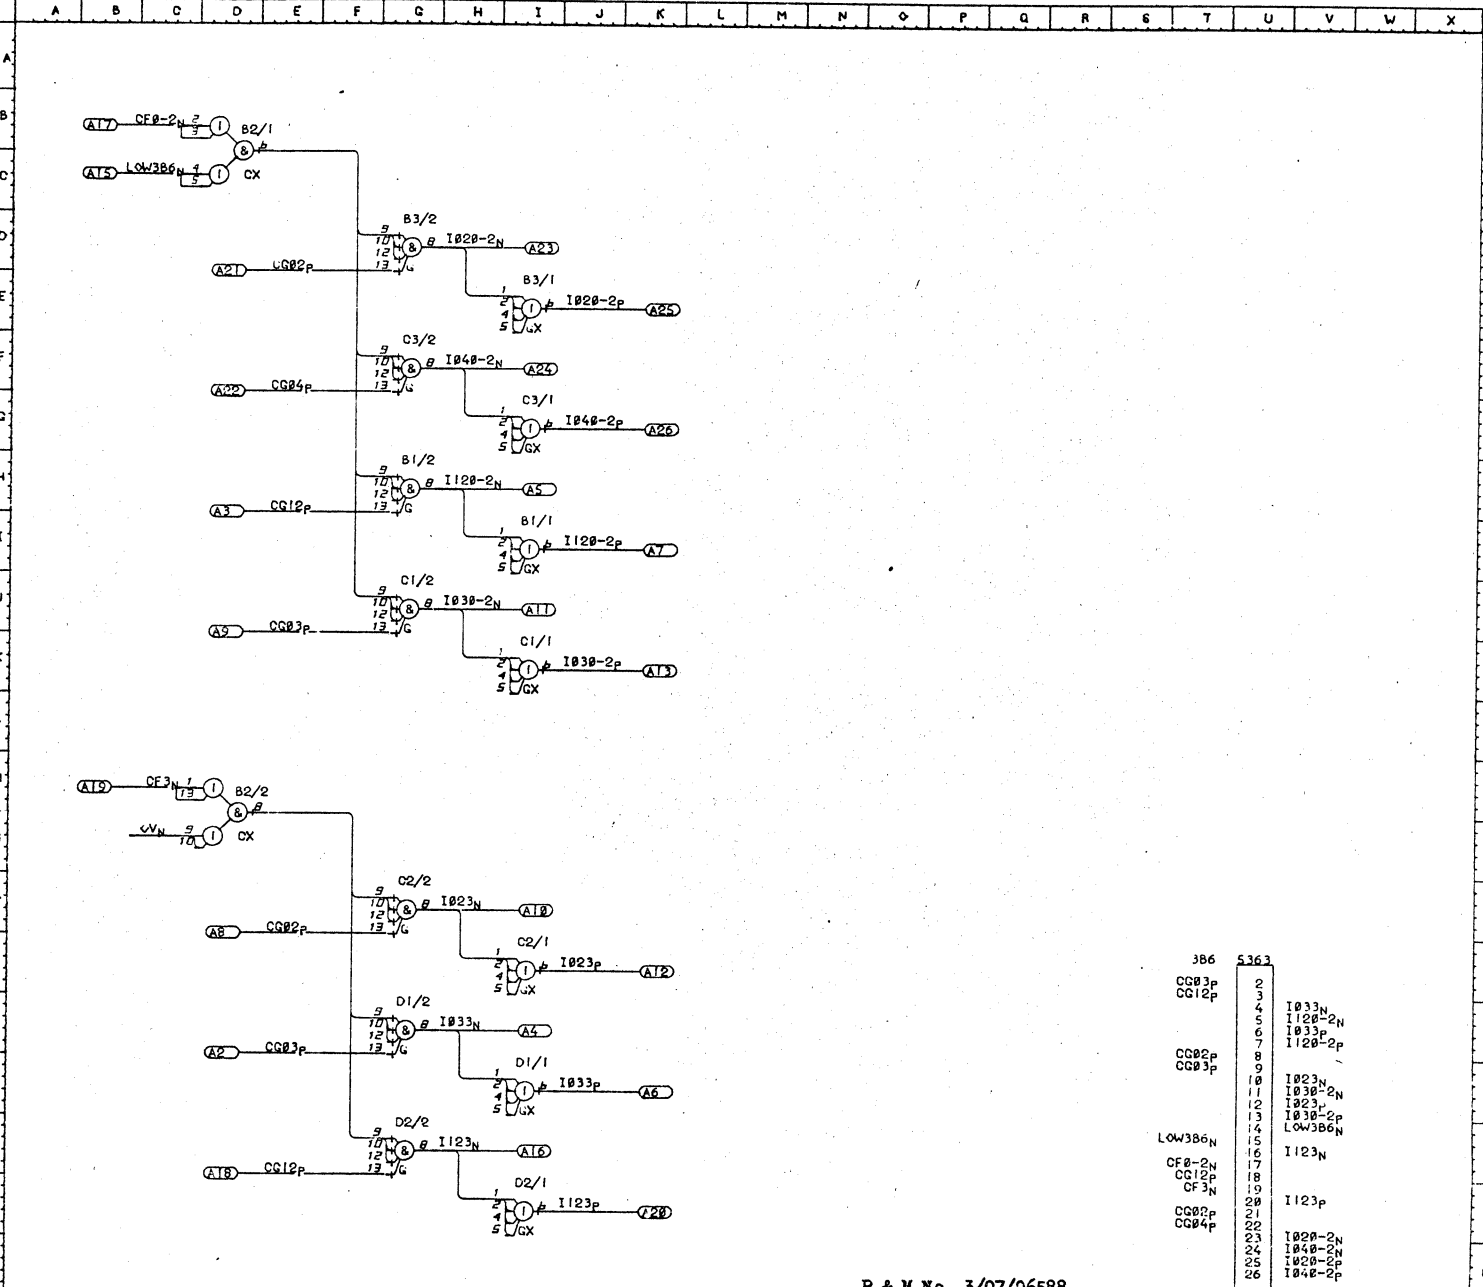 A B C D E F G H I J K L M N O P Q R S T U V W X
A
B
C
D
E
F
G
H
A17 CF0-2N 2 3 1 B2/1
& 6
A15 LOW3B6N 4 5 1 CX
B3/2
9 10 12 13 & G 8 I020-2N A23
A21 CG02P
B3/1
1 2 4 5 1 GX 6 I020-2P A25
C3/2
9 10 12 13 & G 8 I040-2N A24
A22 CG04P
C3/1
1 2 4 5 1 GX 6 I040-2P A26
B1/2
9 10 12 13 & G 8 I120-2N A5
A3 CG12P
B1/1
1 2 4 5 1 GX 6 I120-2P A7
C1/2
9 10 12 13 & G 8 I030-2N A11
A9 CG03P
C1/1
1 2 4 5 1 GX 6 I030-2P A13
A19 CF3N 1 13 1 B2/2
& 8
0VN 9 10 1 CX
C2/2
9 10 12 13 & G 8 I023N A10
A8 CG02P
C2/1
1 2 4 5 1 GX 6 I023P A12
D1/2
9 10 12 13 & G 8 I033N A4
A2 CG03P
D1/1
1 2 4 5 1 GX 6 I033P A6
D2/2
9 10 12 13 & G 8 I123N A16
A18 CG12P
D2/1
1 2 4 5 1 GX 6 I123P A20
3B6 5363
CG03P 2
CG12P 3
4 I033N
5 I120-2N
6 I033P
7 I120-2P
CG02P 8
CG03P 9
10 I023N
11 I030-2N
12 I023P
13 I030-2P
14 LOW3B6N
LOW3B6N 15
16 I123N
CF0-2N 17
CG12P 18
CF3N 19
20 I123P
CG02P 21
CG04P 22
23 I020-2N
24 I040-2N
25 I020-2P
26 I040-2P